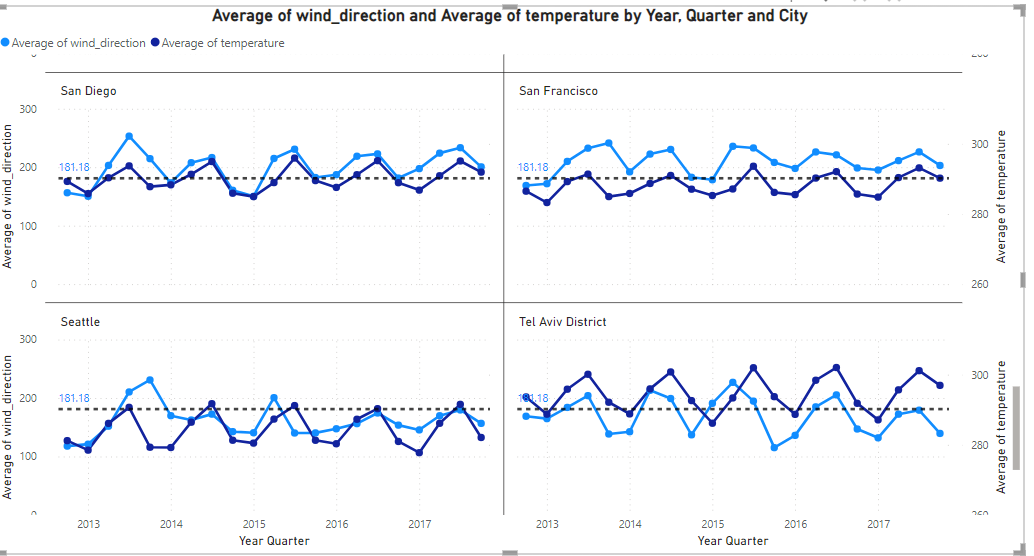 Average of wind_direction and Average of temperature by Year, Quarter and City
Average of wind_direction Average of temperature
San Diego
San Francisco
300
200
100
0
181.18
181.18
300
280
260
Average of wind_direction
Average of temperature
Seattle
Tel Aviv District
300
200
100
0
181.18
181.18
300
280
260
Average of wind_direction
Average of temperature
2013 2014 2015 2016 2017
2013 2014 2015 2016 2017
Year Quarter
Year Quarter